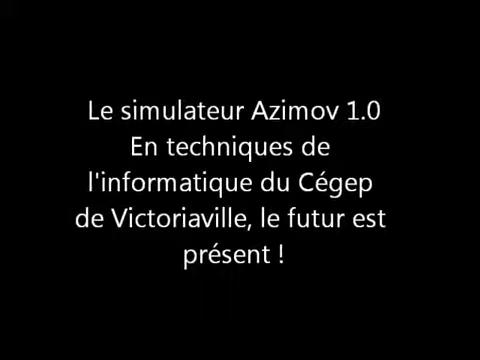 Le simulateur Azimov 1.0
En techniques de
l'informatique du Cégep
de Victoriaville, le futur est
présent !